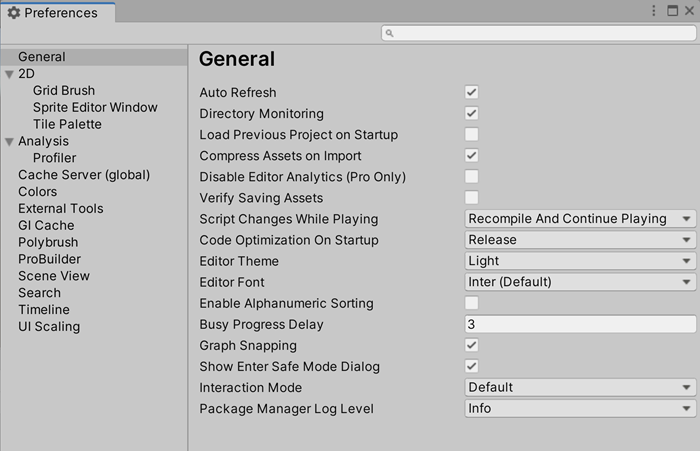 Preferences
General
2D
Grid Brush
Sprite Editor Window
Tile Palette
Analysis
Profiler
Cache Server (global)
Colors
External Tools
GI Cache
Polybrush
ProBuilder
Scene View
Search
Timeline
UI Scaling
General
Auto Refresh
Directory Monitoring
Load Previous Project on Startup
Compress Assets on Import
Disable Editor Analytics (Pro Only)
Verify Saving Assets
Script Changes While Playing Recompile And Continue Playing
Code Optimization On Startup Release
Editor Theme Light
Editor Font Inter (Default)
Enable Alphanumeric Sorting
Busy Progress Delay 3
Graph Snapping
Show Enter Safe Mode Dialog
Interaction Mode Default
Package Manager Log Level Info